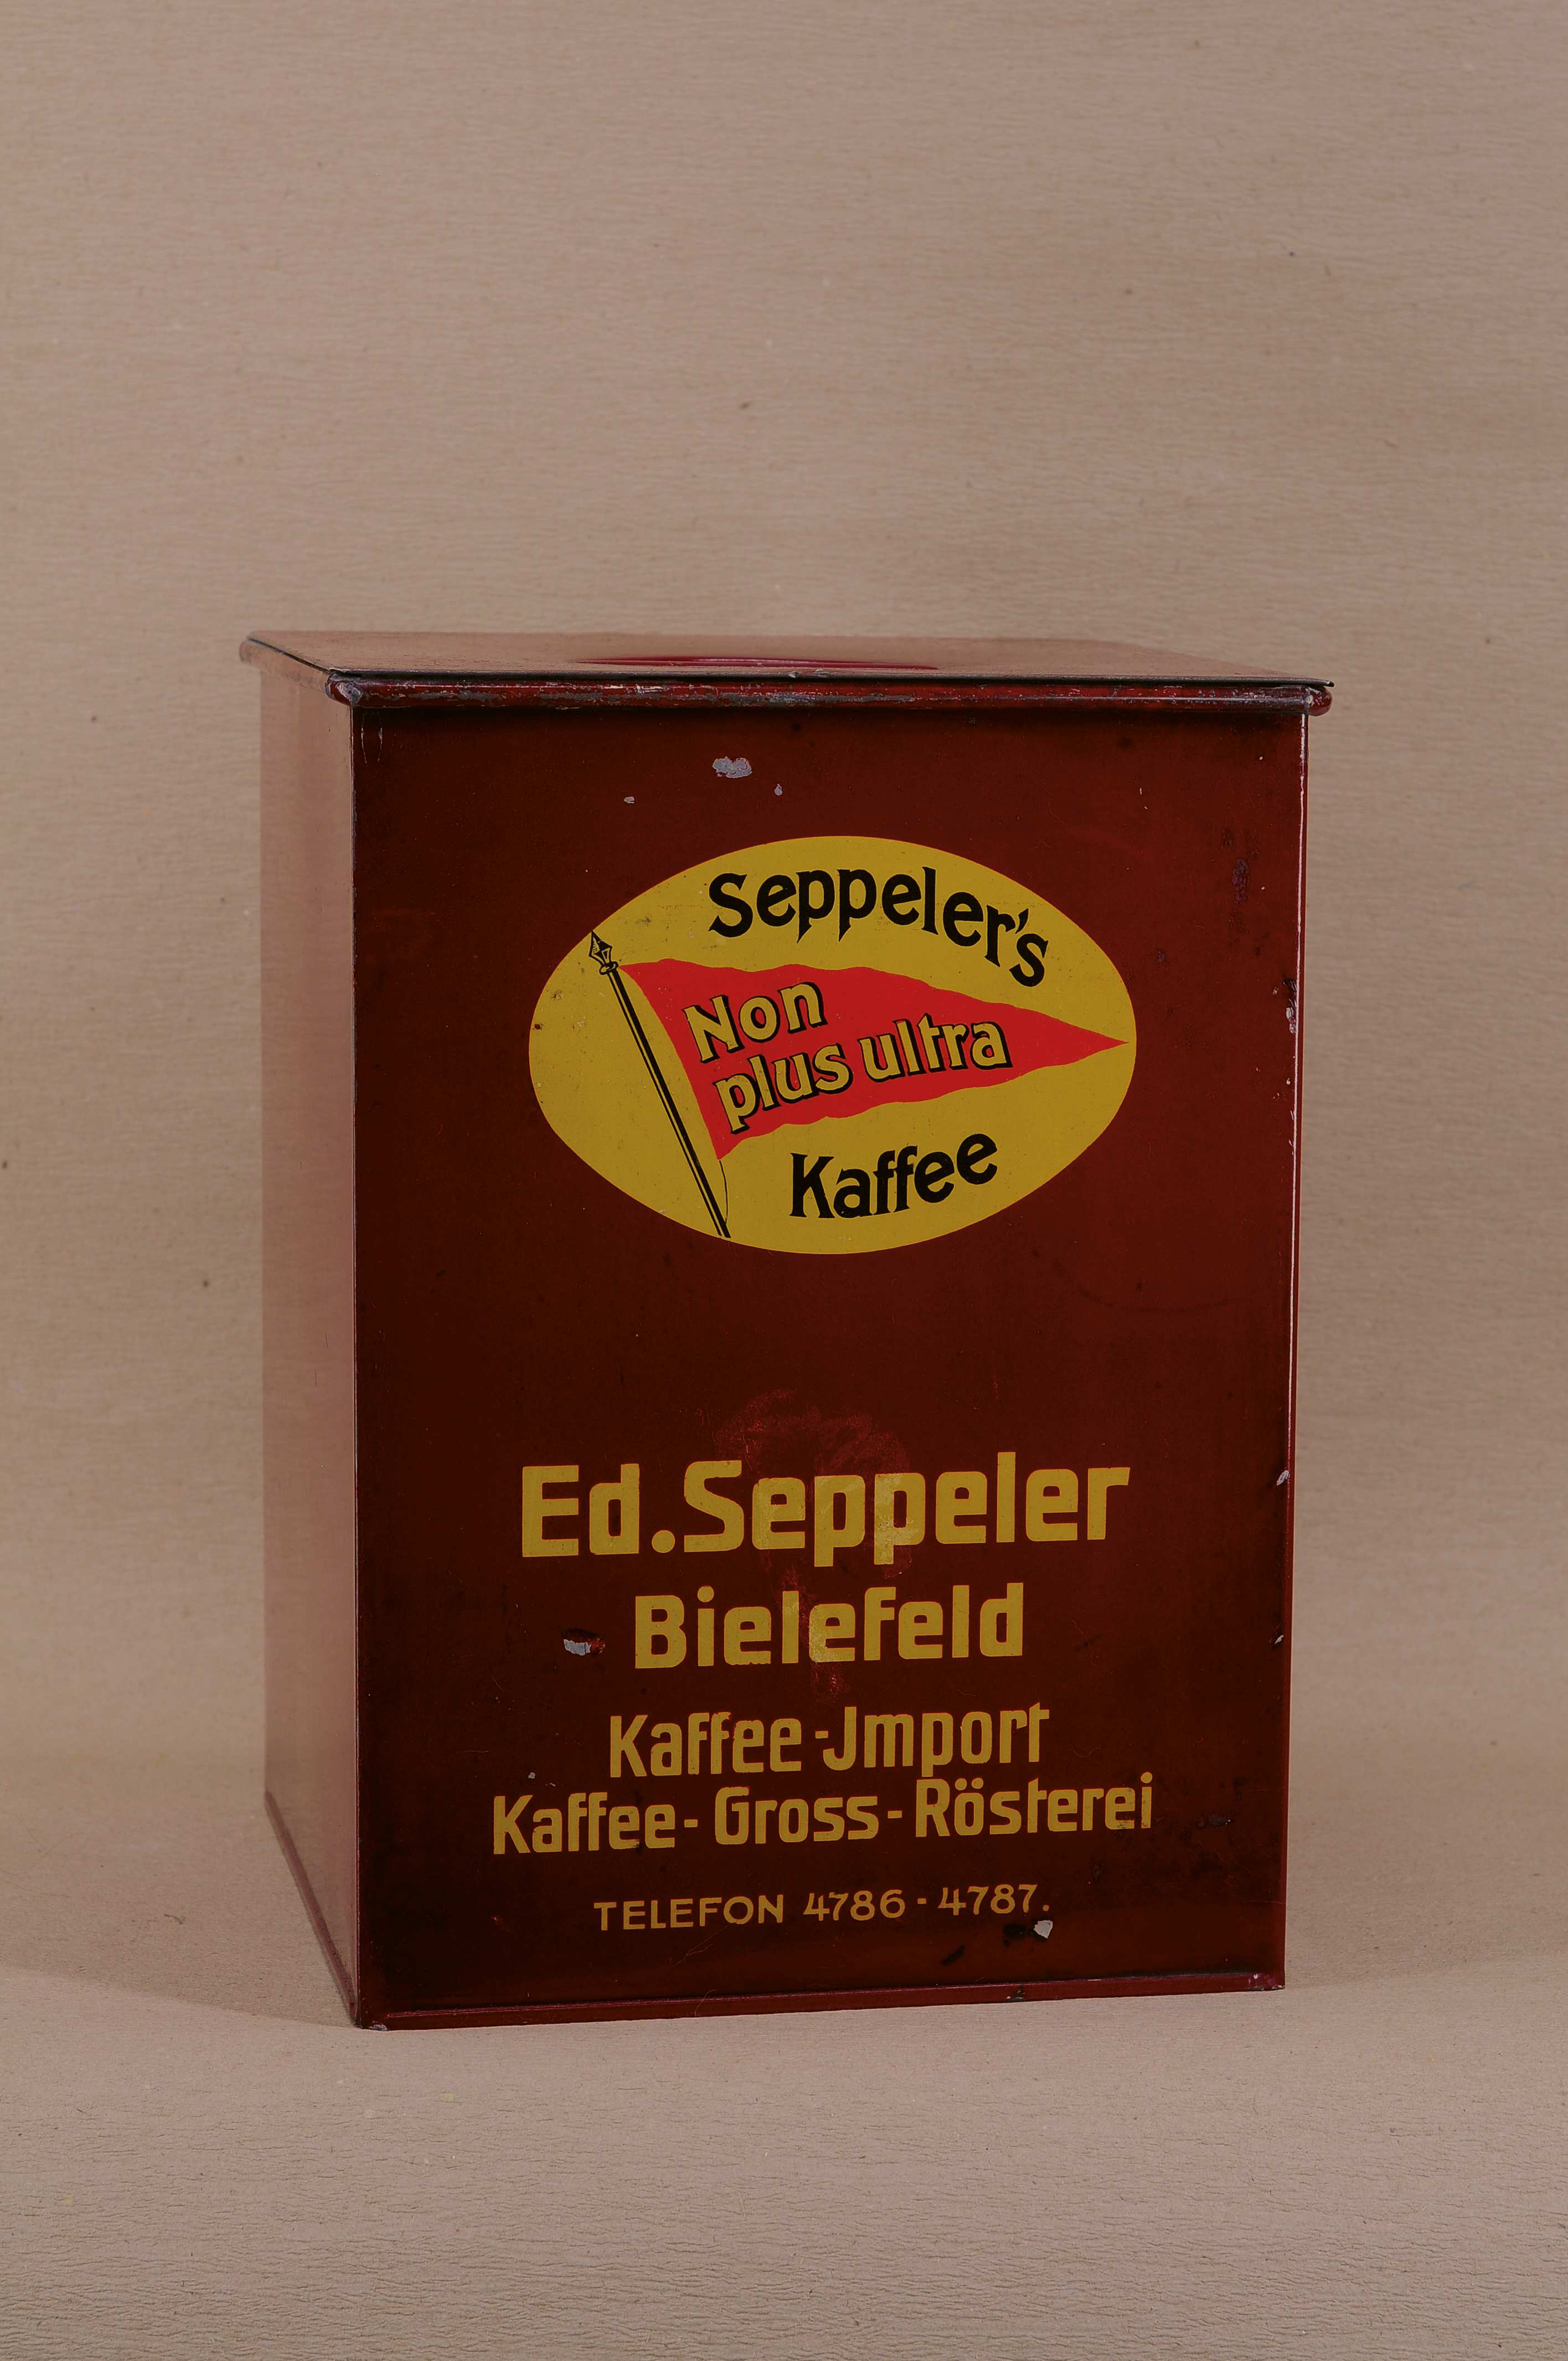 Seppeler's
Non
plus ultra
Kaffee
Ed. Seppeler
Bielefeld
Kaffee-Jmport
Kaffee-Gross-Rösterei
TELEFON 4786-4787.